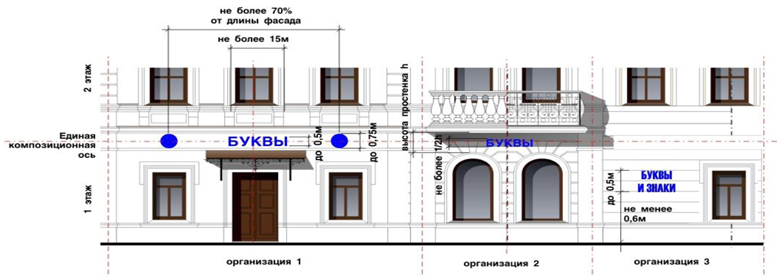 не более 70%
от длины фасада
не более 15м
2 этаж
Единая
композиционная
ось
БУКВЫ
до 0,5м
до 0,75м
высота простенка h
не более 1/2h
БУКВЫ
1 этаж
до 0,5м
БУКВЫ
И ЗНАКИ
не менее
0,6м
организация 1
организация 2
организация 3